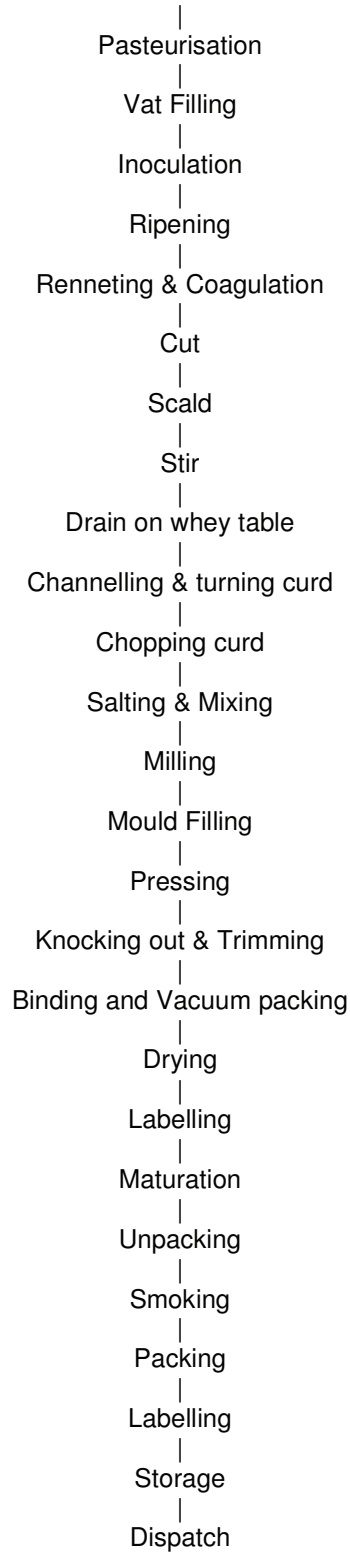 Pasteurisation
Vat Filling
Inoculation
Ripening
Renneting & Coagulation
Cut
Scald
Stir
Drain on whey table
Channelling & turning curd
Chopping curd
Salting & Mixing
Milling
Mould Filling
Pressing
Knocking out & Trimming
Binding and Vacuum packing
Drying
Labelling
Maturation
Unpacking
Smoking
Packing
Labelling
Storage
Dispatch